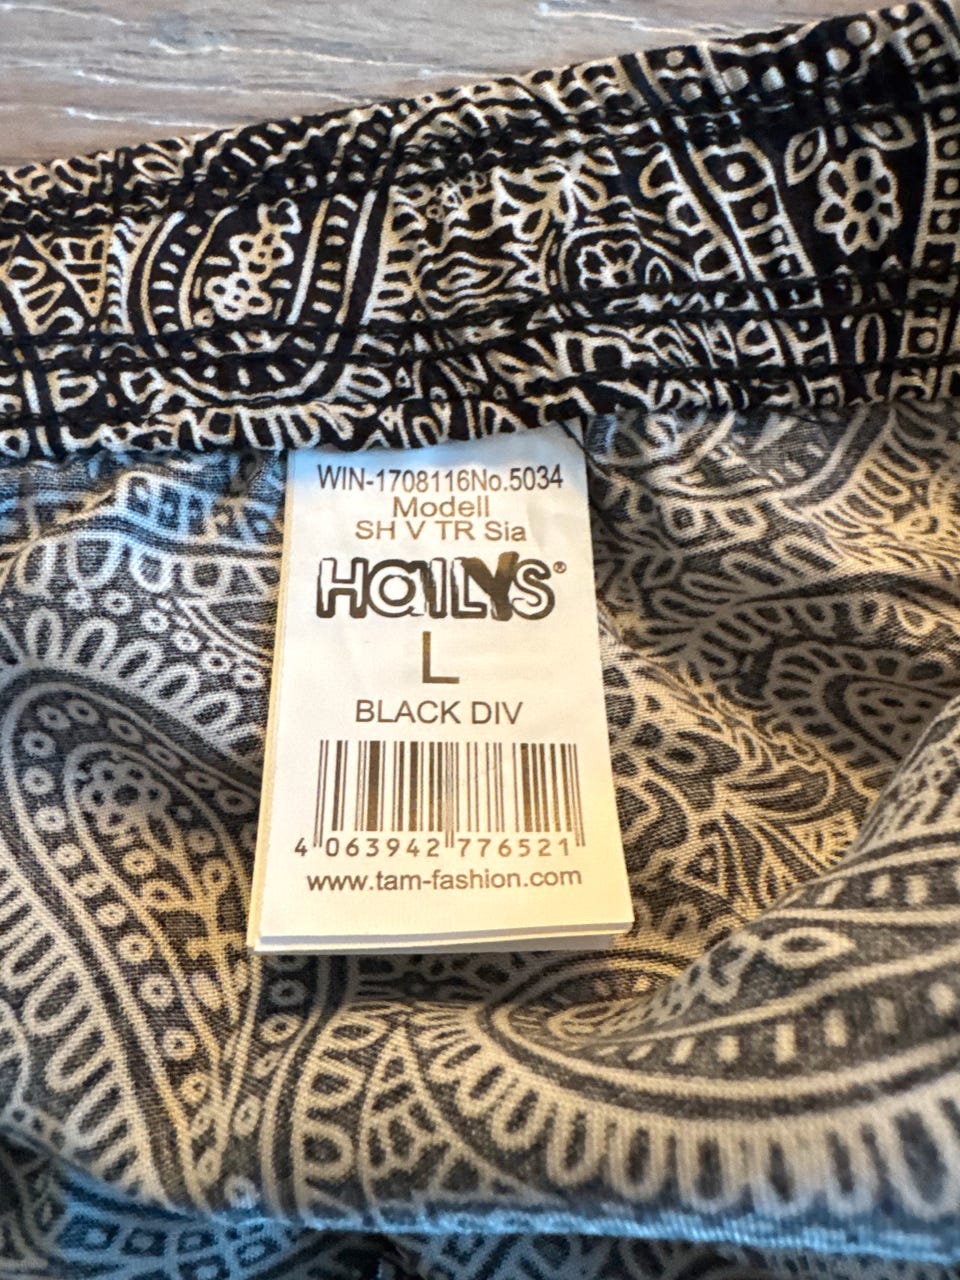 WIN-1708116No.5034
Modell
SH V TR Sia
HaILYS®
L
BLACK DIV
4 063942 776521
www.tam-fashion.com